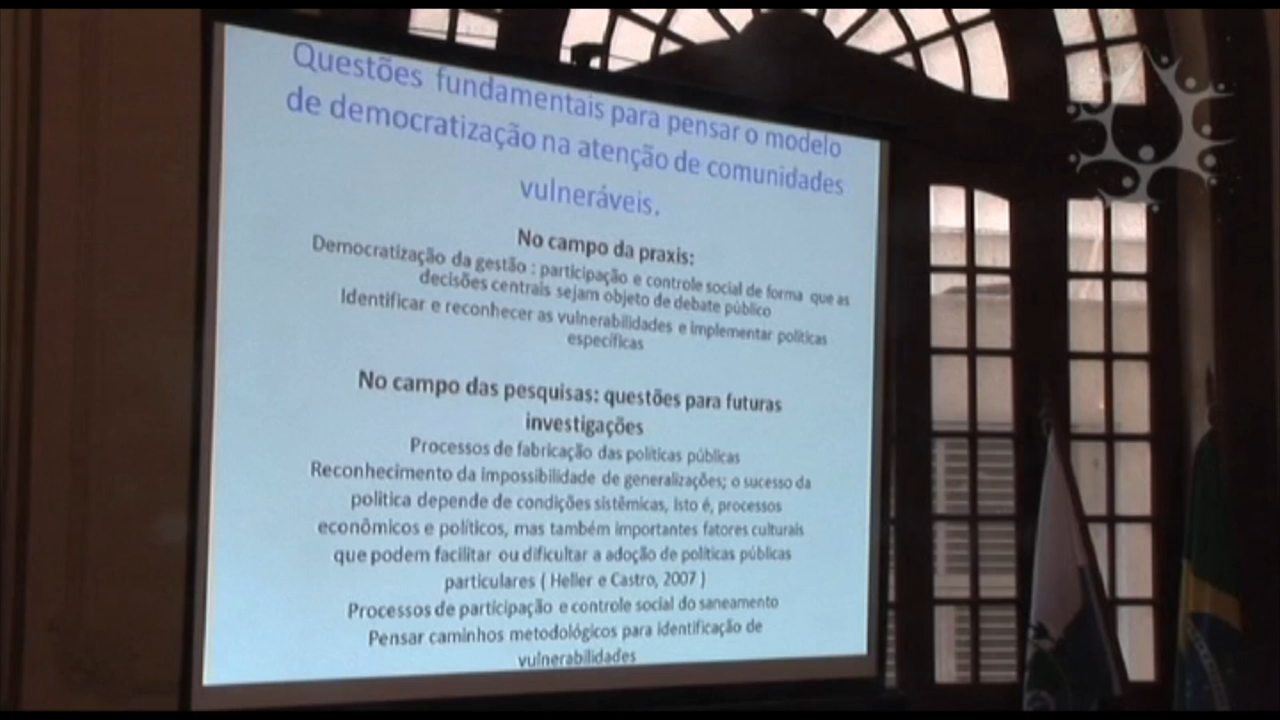 Questões fundamentais para pensar o modelo
de democratização na atenção de comunidades
vulneráveis.
No campo da praxis:
Democratização da gestão : participação e controle social de forma que as
decisões centrais sejam objeto de debate público
Identificar e reconhecer as vulnerabilidades e implementar políticas
específicas
No campo das pesquisas: questões para futuras
investigações
Processos de fabricação das políticas públicas
Reconhecimento da impossibilidade de generalizações; o sucesso da
politica depende de condições sistêmicas, isto é, processos
econômicos e políticos, mas também importantes fatores culturais
que podem facilitar ou dificultar a adoção de políticas públicas
particulares ( Heller e Castro, 2007 )
Processos de participação e controle social do saneamento
Pensar caminhos metodológicos para identificação de
vulnerabilidades